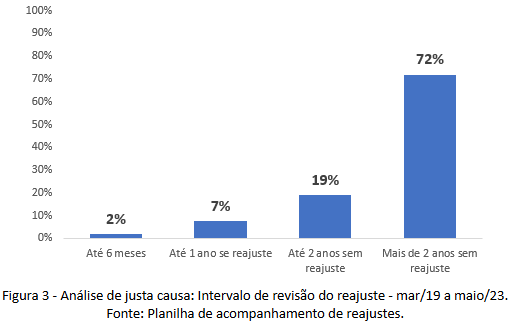 100%
90%
80%
70%
60%
50%
40%
30%
20%
10%
0%
2%
7%
19%
72%
Até 6 meses
Até 1 ano se reajuste
Até 2 anos sem
reajuste
Mais de 2 anos sem
reajuste
Figura 3 - Análise de justa causa: Intervalo de revisão do reajuste - mar/19 a maio/23.
Fonte: Planilha de acompanhamento de reajustes.